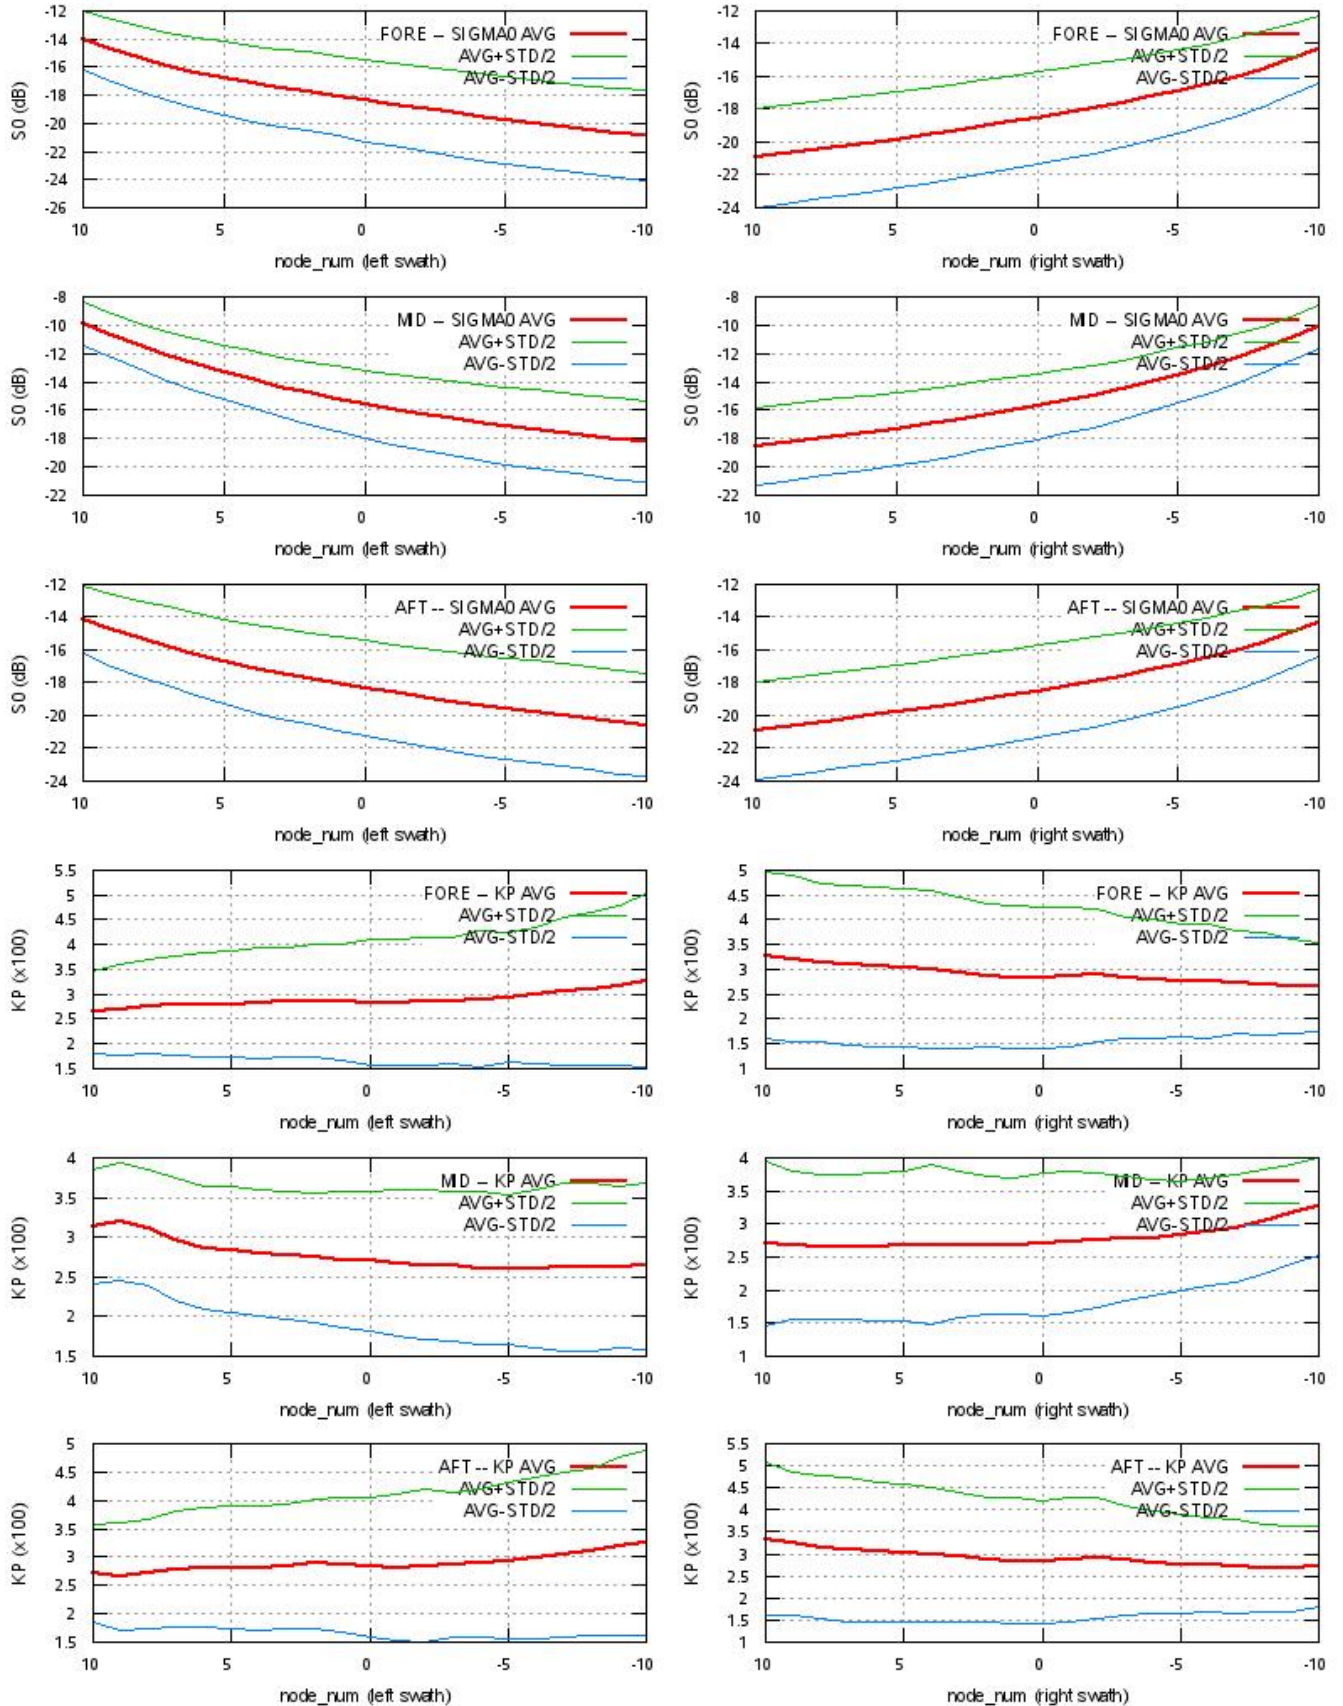 -12
-14
-16
-18
-20
-22
-24
-26
S0 (dB)
FORE -- SIGMA0 AVG
AVG+STD/2
AVG-STD/2
10 5 0 -5 -10
node_num (left swath)
-12
-14
-16
-18
-20
-22
-24
S0 (dB)
FORE -- SIGMA0 AVG
AVG+STD/2
AVG-STD/2
10 5 0 -5 -10
node_num (right swath)
-8
-10
-12
-14
-16
-18
-20
-22
S0 (dB)
MID -- SIGMA0 AVG
AVG+STD/2
AVG-STD/2
10 5 0 -5 -10
node_num (left swath)
-8
-10
-12
-14
-16
-18
-20
-22
S0 (dB)
MID -- SIGMA0 AVG
AVG+STD/2
AVG-STD/2
10 5 0 -5 -10
node_num (right swath)
-12
-14
-16
-18
-20
-22
-24
S0 (dB)
AFT -- SIGMA0 AVG
AVG+STD/2
AVG-STD/2
10 5 0 -5 -10
node_num (left swath)
-12
-14
-16
-18
-20
-22
-24
S0 (dB)
AFT -- SIGMA0 AVG
AVG+STD/2
AVG-STD/2
10 5 0 -5 -10
node_num (right swath)
5.5
5
4.5
4
3.5
3
2.5
2
1.5
KP (x100)
FORE -- KP AVG
AVG+STD/2
AVG-STD/2
10 5 0 -5 -10
node_num (left swath)
5
4.5
4
3.5
3
2.5
2
1.5
1
KP (x100)
FORE -- KP AVG
AVG+STD/2
AVG-STD/2
10 5 0 -5 -10
node_num (right swath)
4
3.5
3
2.5
2
1.5
KP (x100)
MID -- KP AVG
AVG+STD/2
AVG-STD/2
10 5 0 -5 -10
node_num (left swath)
4
3.5
3
2.5
2
1.5
1
KP (x100)
MID -- KP AVG
AVG+STD/2
AVG-STD/2
10 5 0 -5 -10
node_num (right swath)
5
4.5
4
3.5
3
2.5
2
1.5
KP (x100)
AFT -- KP AVG
AVG+STD/2
AVG-STD/2
10 5 0 -5 -10
node_num (left swath)
5.5
5
4.5
4
3.5
3
2.5
2
1.5
1
KP (x100)
AFT -- KP AVG
AVG+STD/2
AVG-STD/2
10 5 0 -5 -10
node_num (right swath)